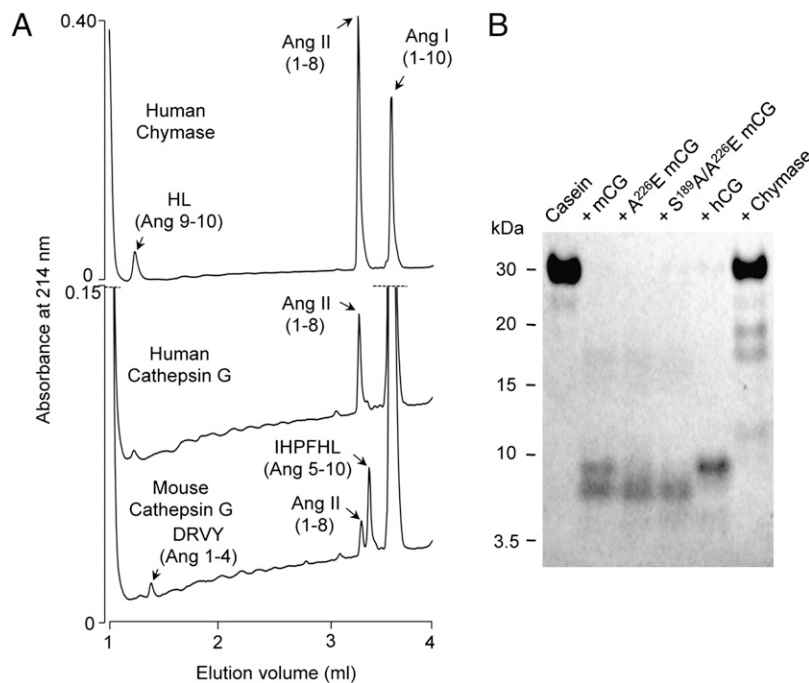 A
0.40
Ang II
(1-8)
Ang I
(1-10)
Human
Chymase
HL
(Ang 9-10)
0
0.15
Absorbance at 214 nm
Ang II
(1-8)
Human
Cathepsin G
IHPFHL
(Ang 5-10)
Mouse
Cathepsin G
Ang II
(1-8)
DRVY
(Ang 1-4)
0
1 2 3 4
Elution volume (ml)
B
Casein
+ mCG
+ A²²⁶E mCG
+ S¹⁸⁹A/A²²⁶E mCG
+ hCG
+ Chymase
kDa
30
20
15
10
3.5